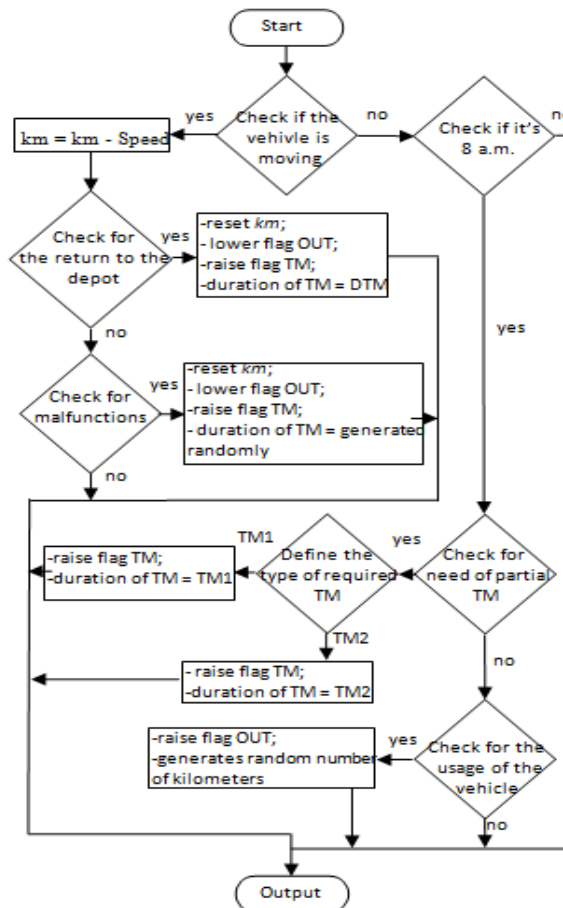 Start
Check if the
vehivle is
moving
yes
no
km = km - Speed
Check if it's
8 a.m.
yes
Check for
the return to the
depot
yes
-reset km;
- lower flag OUT;
-raise flag TM;
-duration of TM = DTM
no
Check for
malfunctions
yes
-reset km;
- lower flag OUT;
-raise flag TM;
- duration of TM = generated
randomly
no
Check for
need of partial
TM
yes
Define the
type of required
TM
TM1
-raise flag TM;
-duration of TM = TM1
TM2
- raise flag TM;
-duration of TM = TM2
no
Check for the
usage of the
vehicle
yes
-raise flag OUT;
-generates random number
of kilometers
no
Output